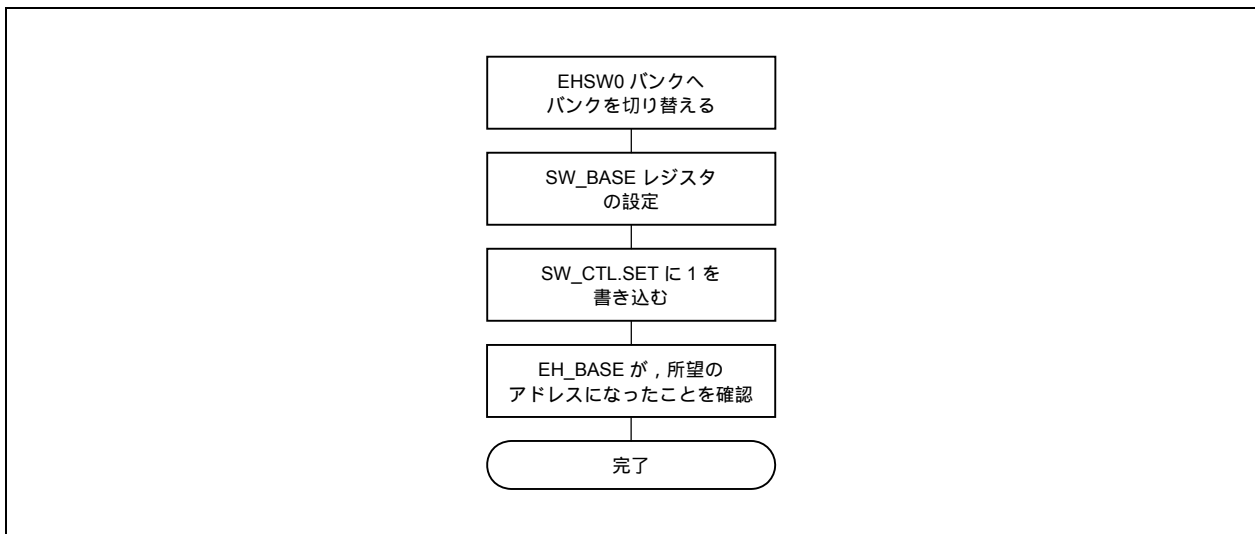 EHSW0 バンクへ
バンクを切り替える
SW_BASE レジスタ
の設定
SW_CTL.SET に 1 を
書き込む
EH_BASE が , 所望の
アドレスになったことを確認
完了